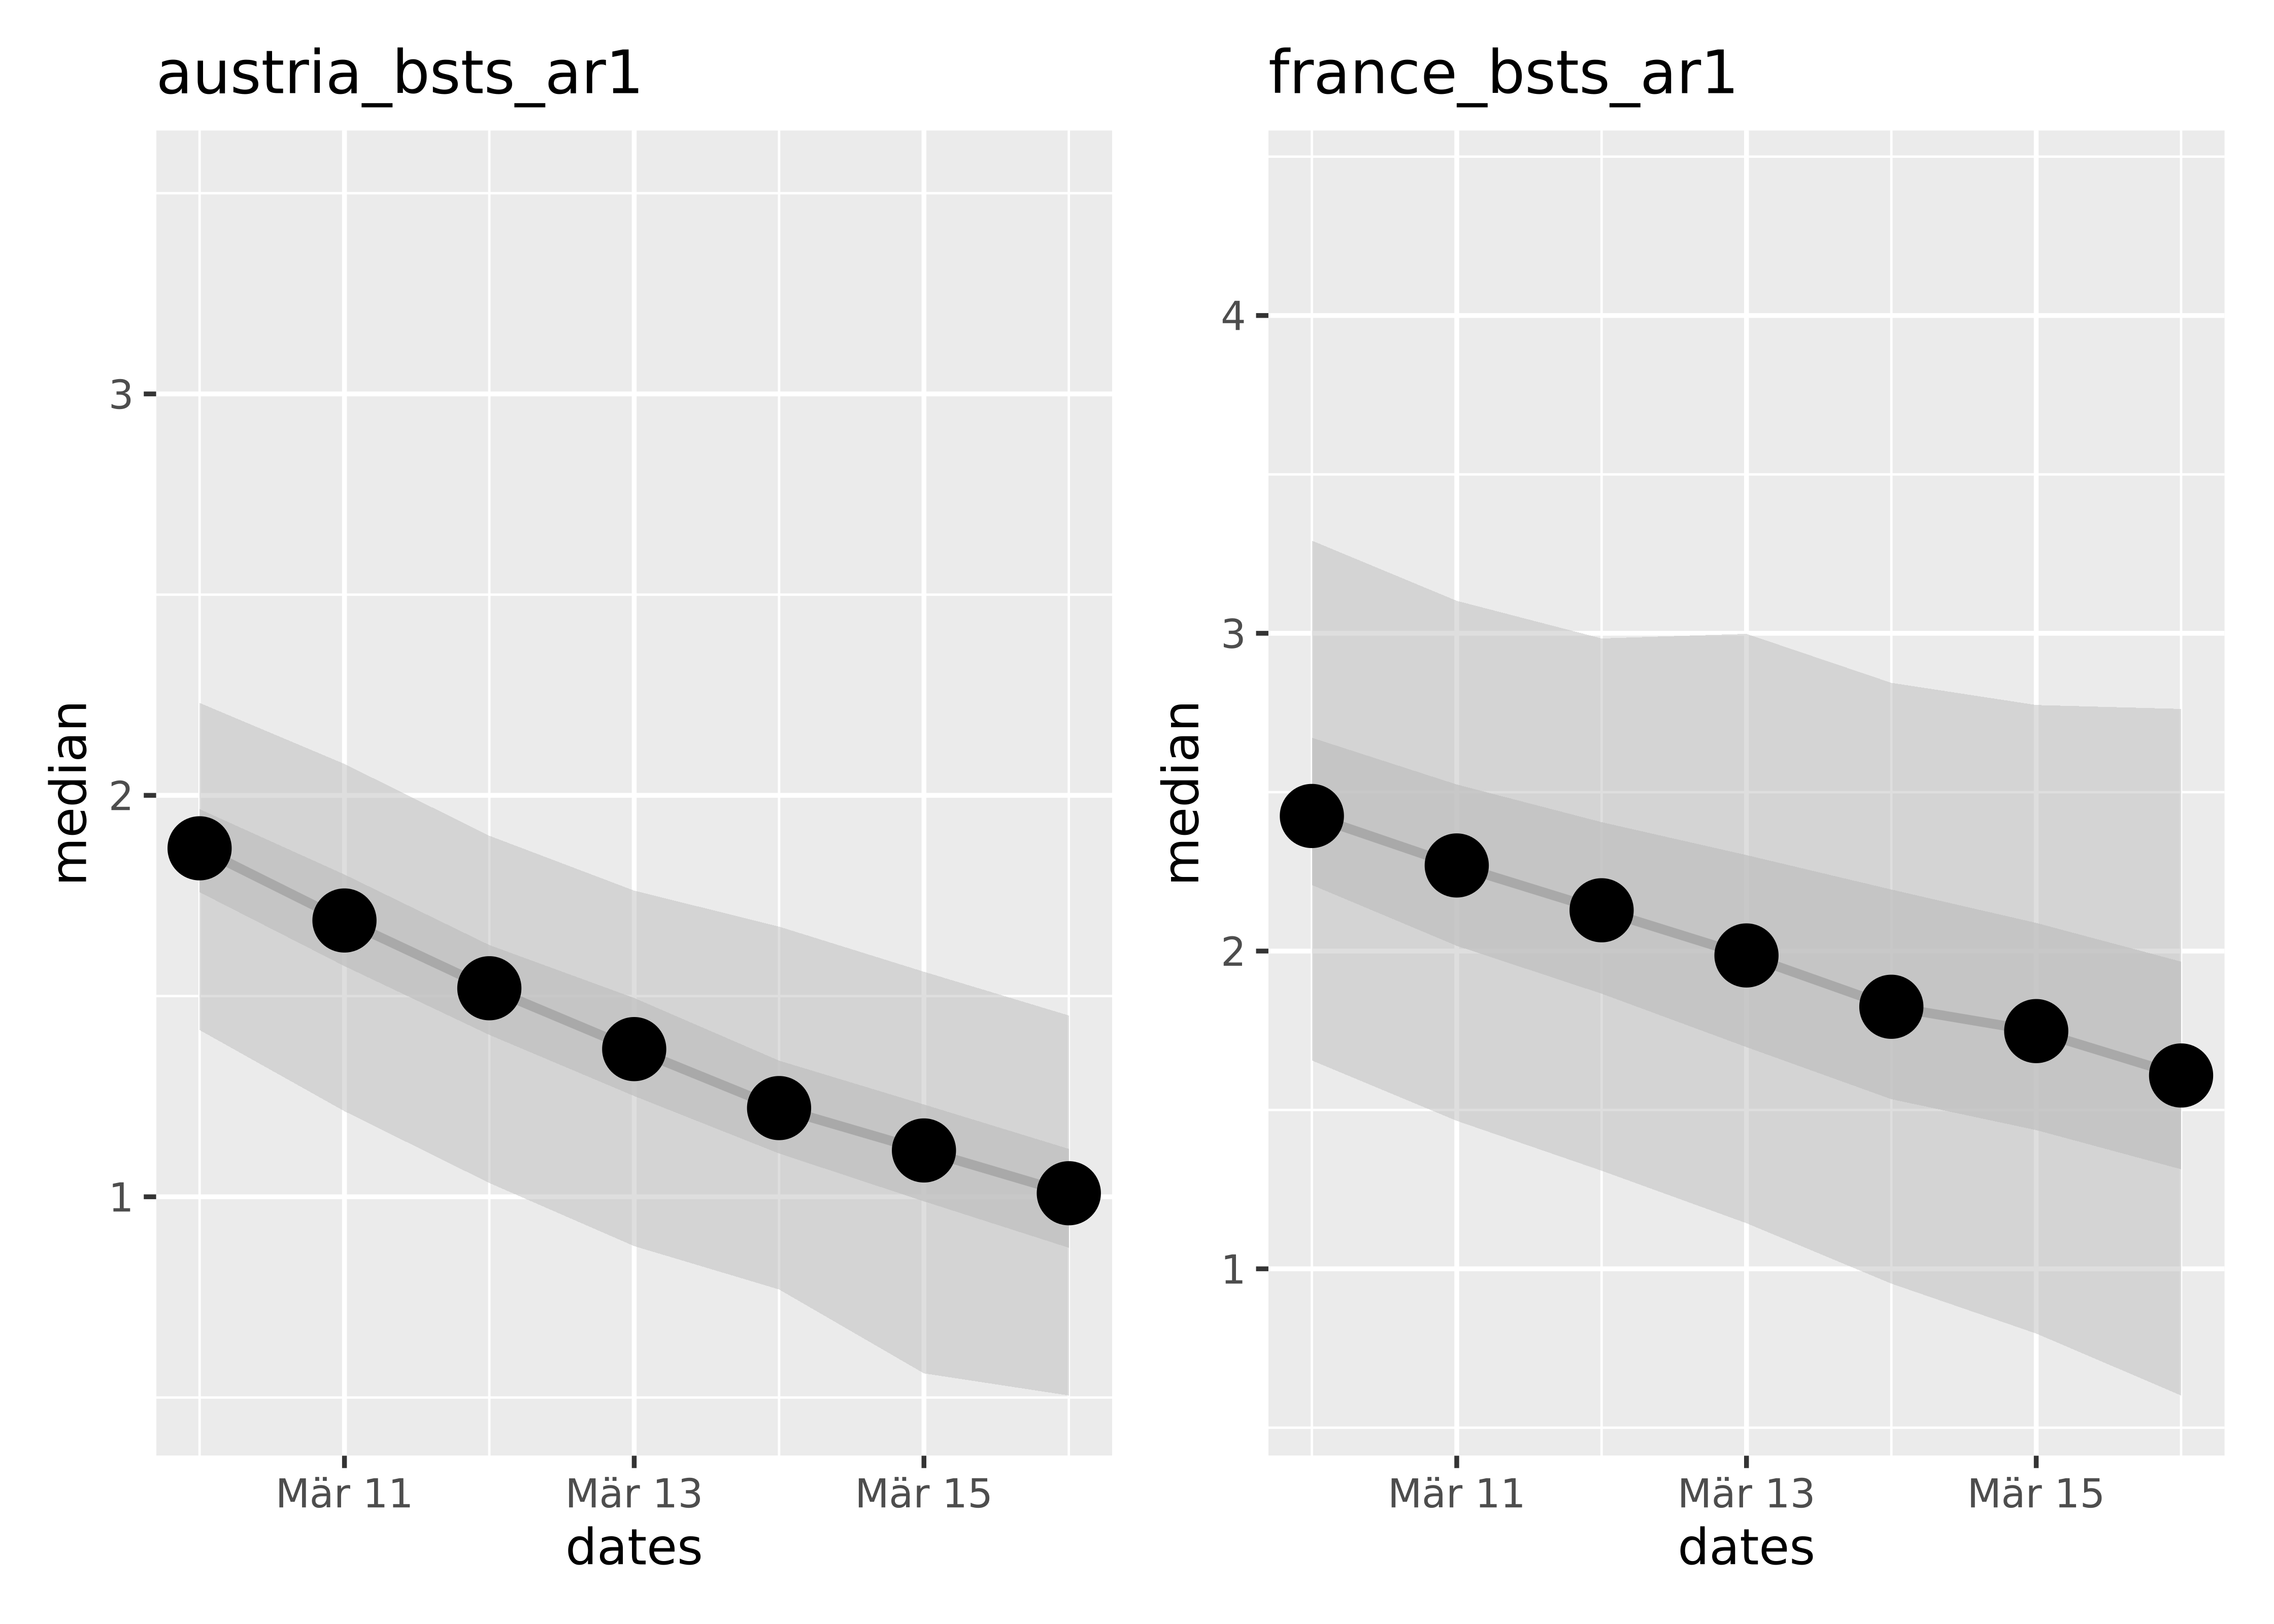 austria_bsts_ar1
median
3
2
1
Mär 11 Mär 13 Mär 15
dates
france_bsts_ar1
median
4
3
2
1
Mär 11 Mär 13 Mär 15
dates